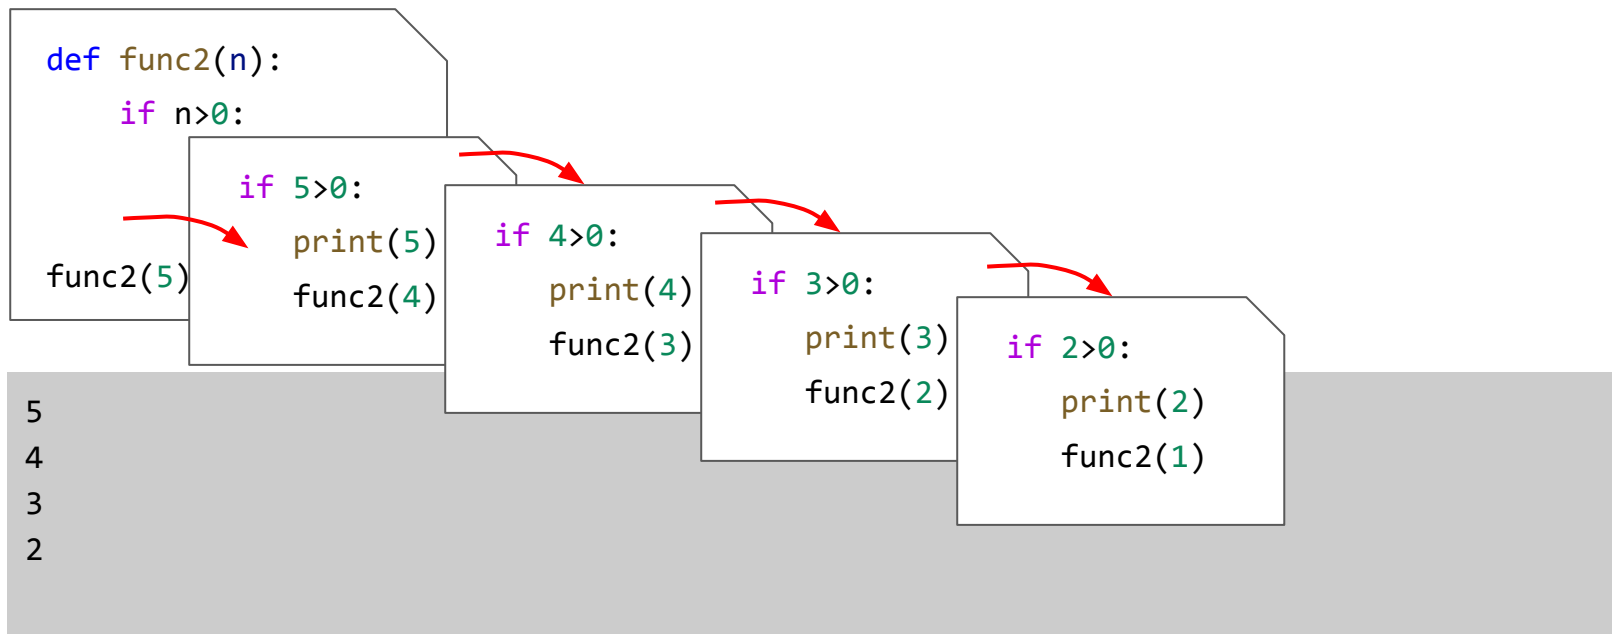 def func2(n):
if n>0:
func2(5)
if 5>0:
print(5)
func2(4)
if 4>0:
print(4)
func2(3)
if 3>0:
print(3)
func2(2)
if 2>0:
print(2)
func2(1)
5
4
3
2